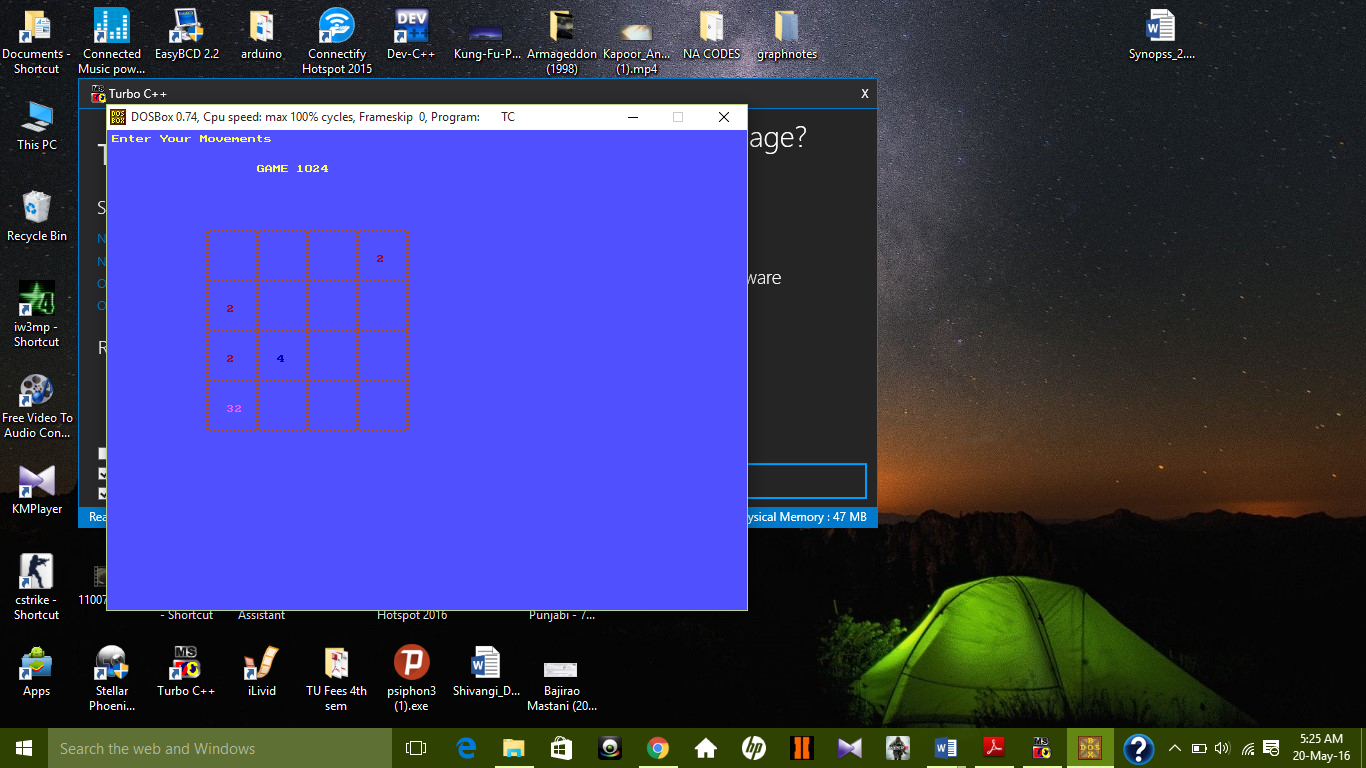 Documents - Shortcut
Connected Music pow...
EasyBCD 2.2
arduino
Connectify Hotspot 2015
DEV
Dev-C++
Kung-Fu-P...
Armageddon (1998)
Kapoor_An... (1).mp4
NA CODES
graphnotes
Synopss_2....
This PC
Recycle Bin
iw3mp - Shortcut
Free Video To Audio Con...
KMPlayer
cstrike - Shortcut
Turbo C++
X
DOSBox 0.74, Cpu speed: max 100% cycles, Frameskip 0, Program: TC
Enter Your Movements
GAME 1024
2
2
2 4
32
age?
ware
Rea
ysical Memory : 47 MB
11007
- Shortcut
Assistant
Hotspot 2016
Punjabi - 7...
Apps
Stellar Phoeni...
MS
Turbo C++
iLivid
TU Fees 4th sem
psiphon3 (1).exe
Shivangi_D...
Bajirao Mastani (20...
Search the web and Windows
5:25 AM
20-May-16